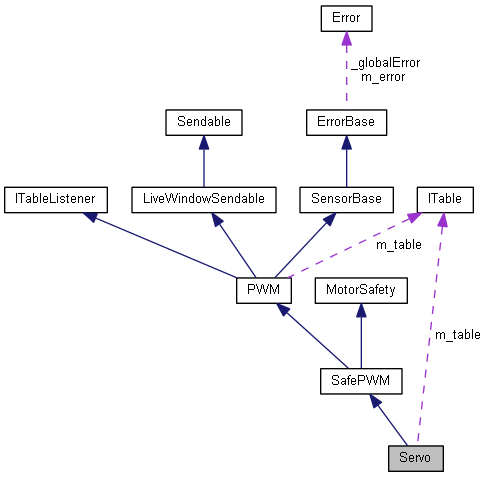 Error
_globalError
m_error
Sendable
ErrorBase
ITableListener
LiveWindowSendable
SensorBase
ITable
m_table
PWM
MotorSafety
m_table
SafePWM
Servo